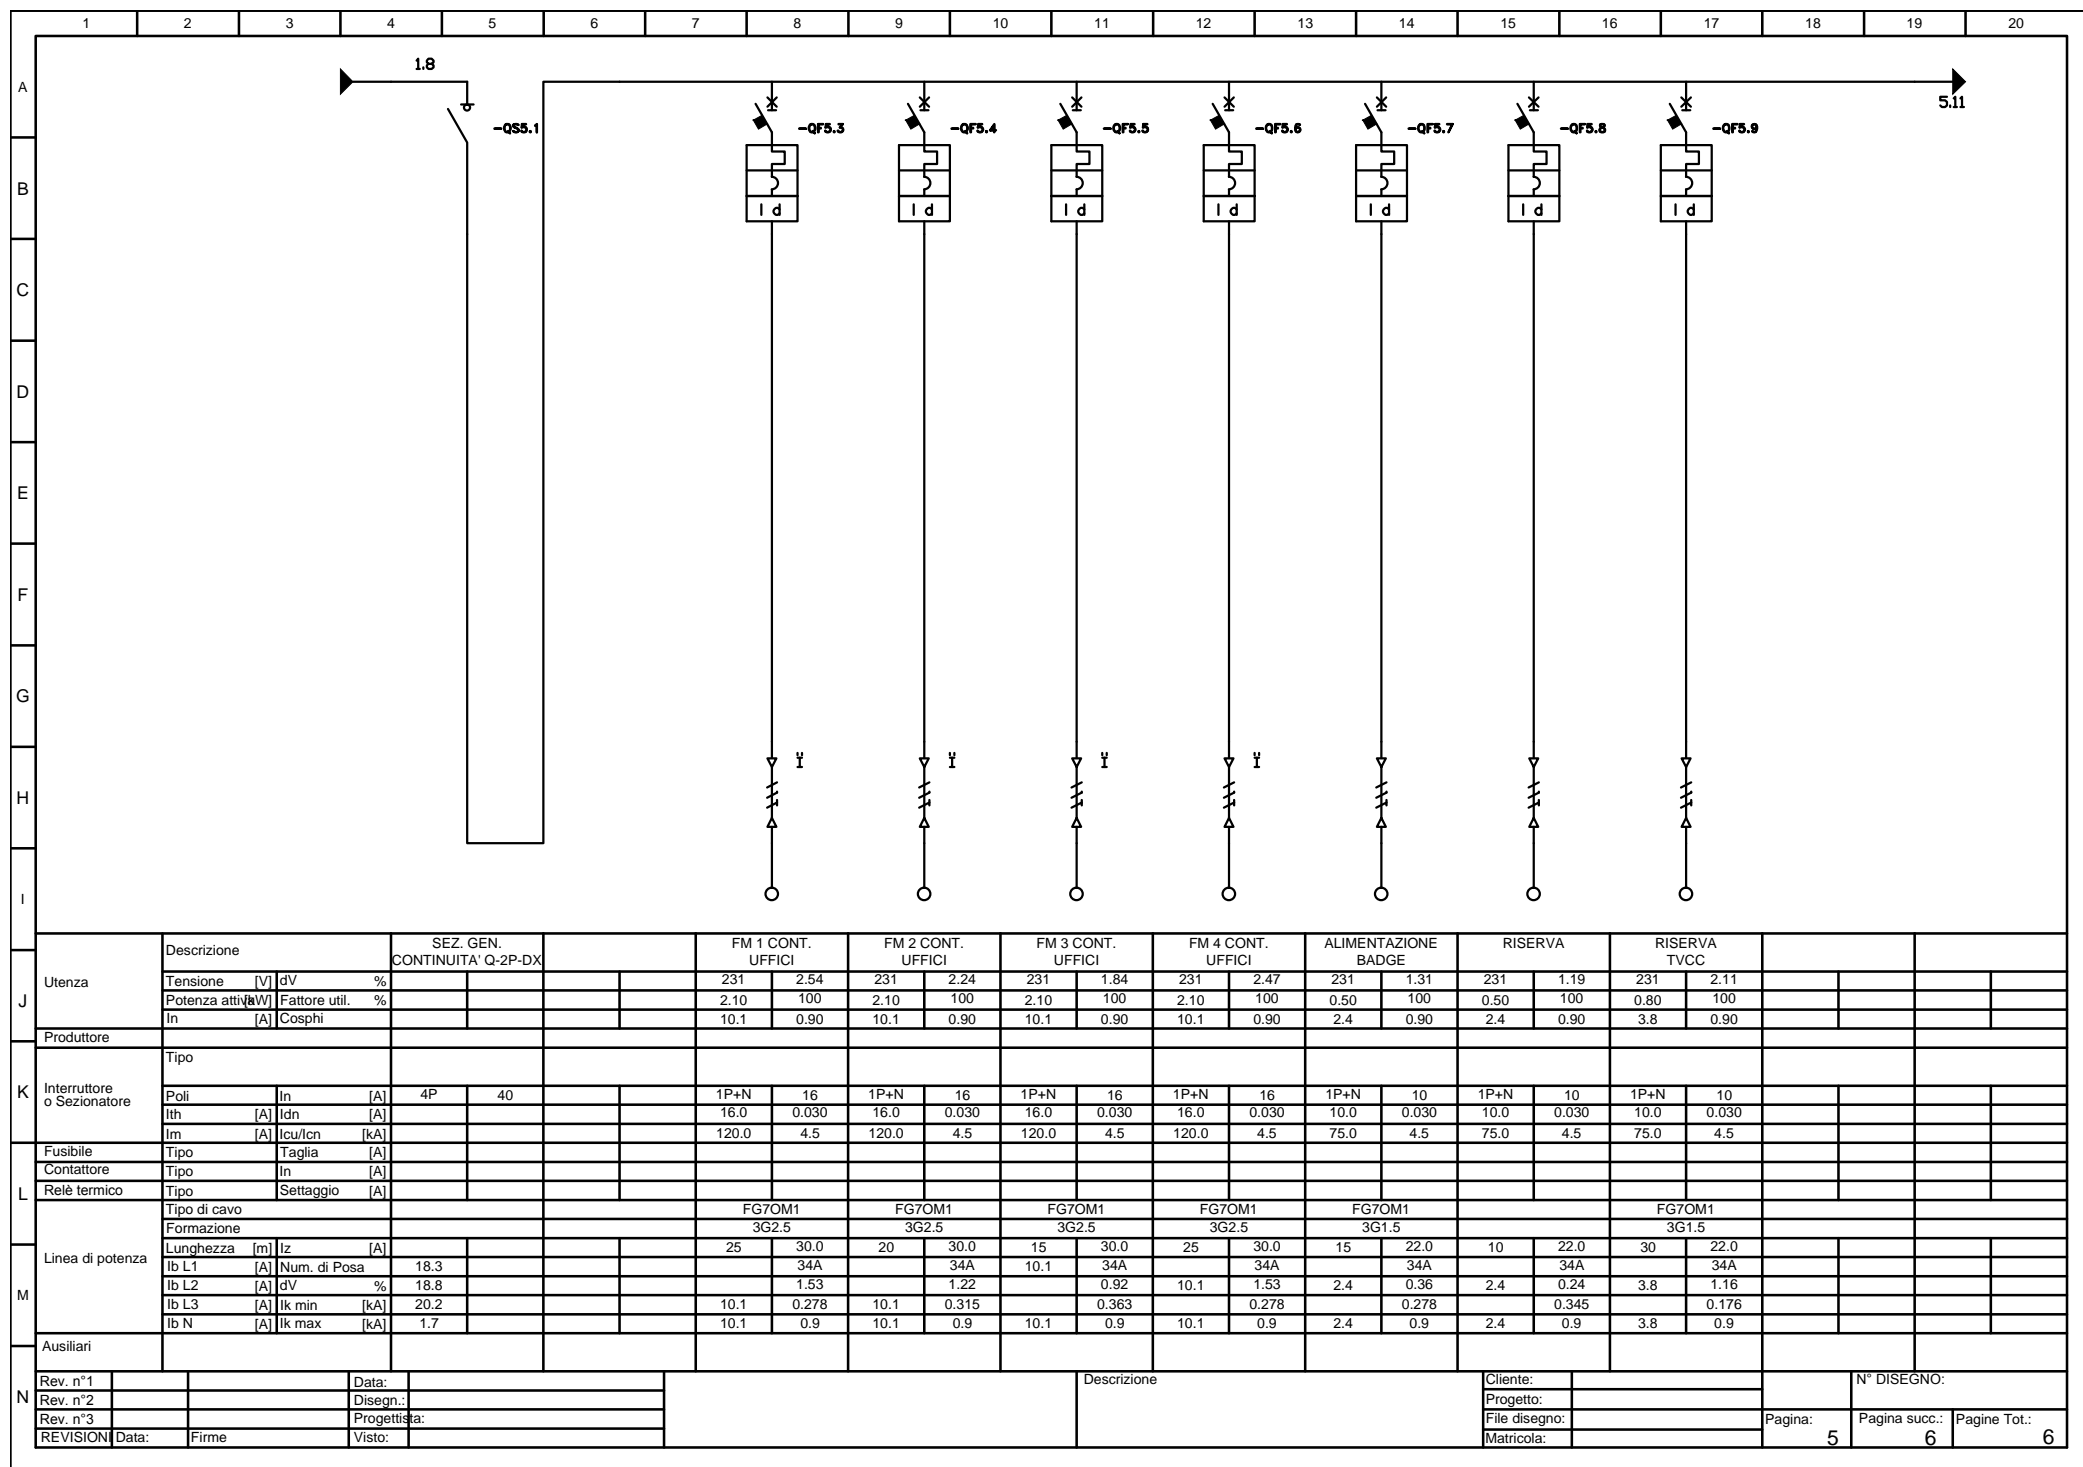 1 2 3 4 5 6 7 8 9 10 11 12 13 14 15 16 17 18 19 20
A
1.8
5.11
-QS5.1 -QF5.3 -QF5.4 -QF5.5 -QF5.6 -QF5.7 -QF5.8 -QF5.9
B
I d I d I d I d I d I d I d
C
D
E
F
G
Ï Ï Ï Ï
H
I
J
Utenza
Descrizione SEZ. GEN. FM 1 CONT. FM 2 CONT. FM 3 CONT. FM 4 CONT. ALIMENTAZIONE RISERVA RISERVA
CONTINUITA' Q-2P-DX UFFICI UFFICI UFFICI UFFICI BADGE TVCC
Tensione [V] dV % 231 2.54 231 2.24 231 1.84 231 2.47 231 1.31 231 1.19 231 2.11
Potenza attiva [kW] Fattore util. % 2.10 100 2.10 100 2.10 100 2.10 100 0.50 100 0.50 100 0.80 100
In [A] Cosphi 10.1 0.90 10.1 0.90 10.1 0.90 10.1 0.90 2.4 0.90 2.4 0.90 3.8 0.90
Produttore
K
Interruttore
o Sezionatore
Tipo
Poli In [A] 4P 40 1P+N 16 1P+N 16 1P+N 16 1P+N 16 1P+N 10 1P+N 10 1P+N 10
Ith [A] Idn [A] 16.0 0.030 16.0 0.030 16.0 0.030 16.0 0.030 10.0 0.030 10.0 0.030 10.0 0.030
Im [A] Icu/Icn [kA] 120.0 4.5 120.0 4.5 120.0 4.5 120.0 4.5 75.0 4.5 75.0 4.5 75.0 4.5
L
Fusibile Tipo Taglia [A]
Contattore Tipo In [A]
Relè termico Tipo Settaggio [A]
Linea di potenza
Tipo di cavo FG7OM1 FG7OM1 FG7OM1 FG7OM1 FG7OM1 FG7OM1
Formazione 3G2.5 3G2.5 3G2.5 3G2.5 3G1.5 3G1.5
M
Lunghezza [m] Iz [A] 25 30.0 20 30.0 15 30.0 25 30.0 15 22.0 10 22.0 30 22.0
Ib L1 [A] Num. di Posa 18.3 34A 34A 10.1 34A 34A 34A 34A 34A
Ib L2 [A] dV % 18.8 1.53 1.22 0.92 10.1 1.53 2.4 0.36 2.4 0.24 3.8 1.16
Ib L3 [A] Ik min [kA] 20.2 10.1 0.278 10.1 0.315 0.363 0.278 0.278 0.345 0.176
Ib N [A] Ik max [kA] 1.7 10.1 0.9 10.1 0.9 10.1 0.9 10.1 0.9 2.4 0.9 2.4 0.9 3.8 0.9
Ausiliari
N
Rev. n°1 Data: Descrizione Cliente: N° DISEGNO:
Rev. n°2 Disegn.: Progetto:
Rev. n°3 Progettista: File disegno: Pagina: Pagina succ.: Pagine Tot.:
REVISIONI Data: Firme Visto: Matricola: 5 6 6